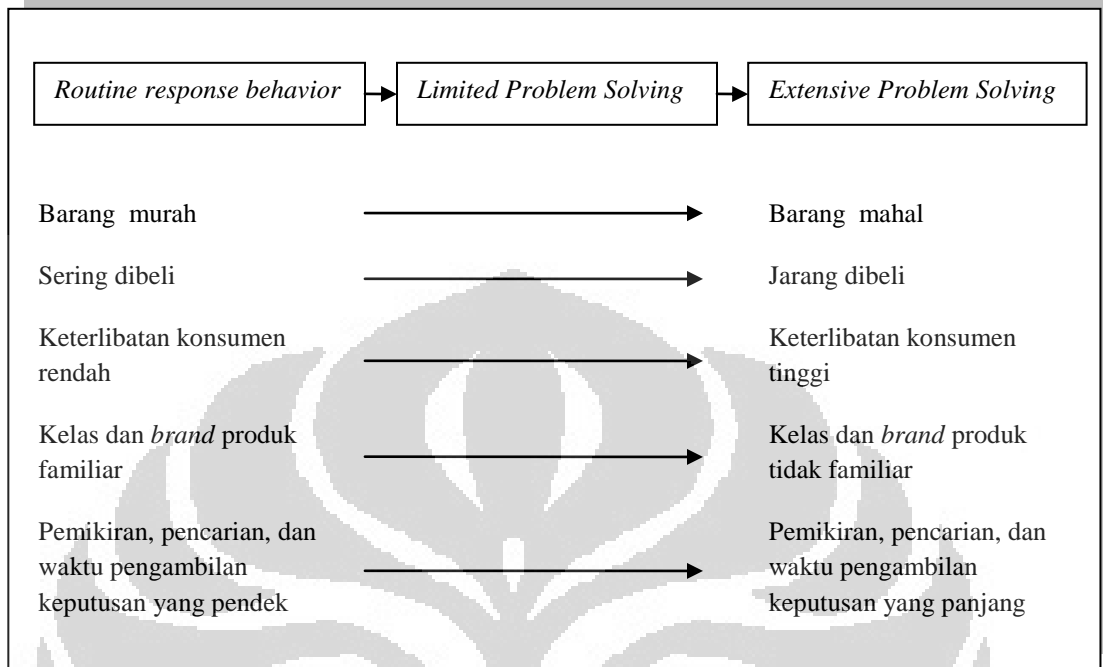 Routine response behavior
Limited Problem Solving
Extensive Problem Solving
Barang murah
Barang mahal
Sering dibeli
Jarang dibeli
Keterlibatan konsumen
rendah
Keterlibatan konsumen
tinggi
Kelas dan brand produk
familiar
Kelas dan brand produk
tidak familiar
Pemikiran, pencarian, dan
waktu pengambilan
keputusan yang pendek
Pemikiran, pencarian, dan
waktu pengambilan
keputusan yang panjang